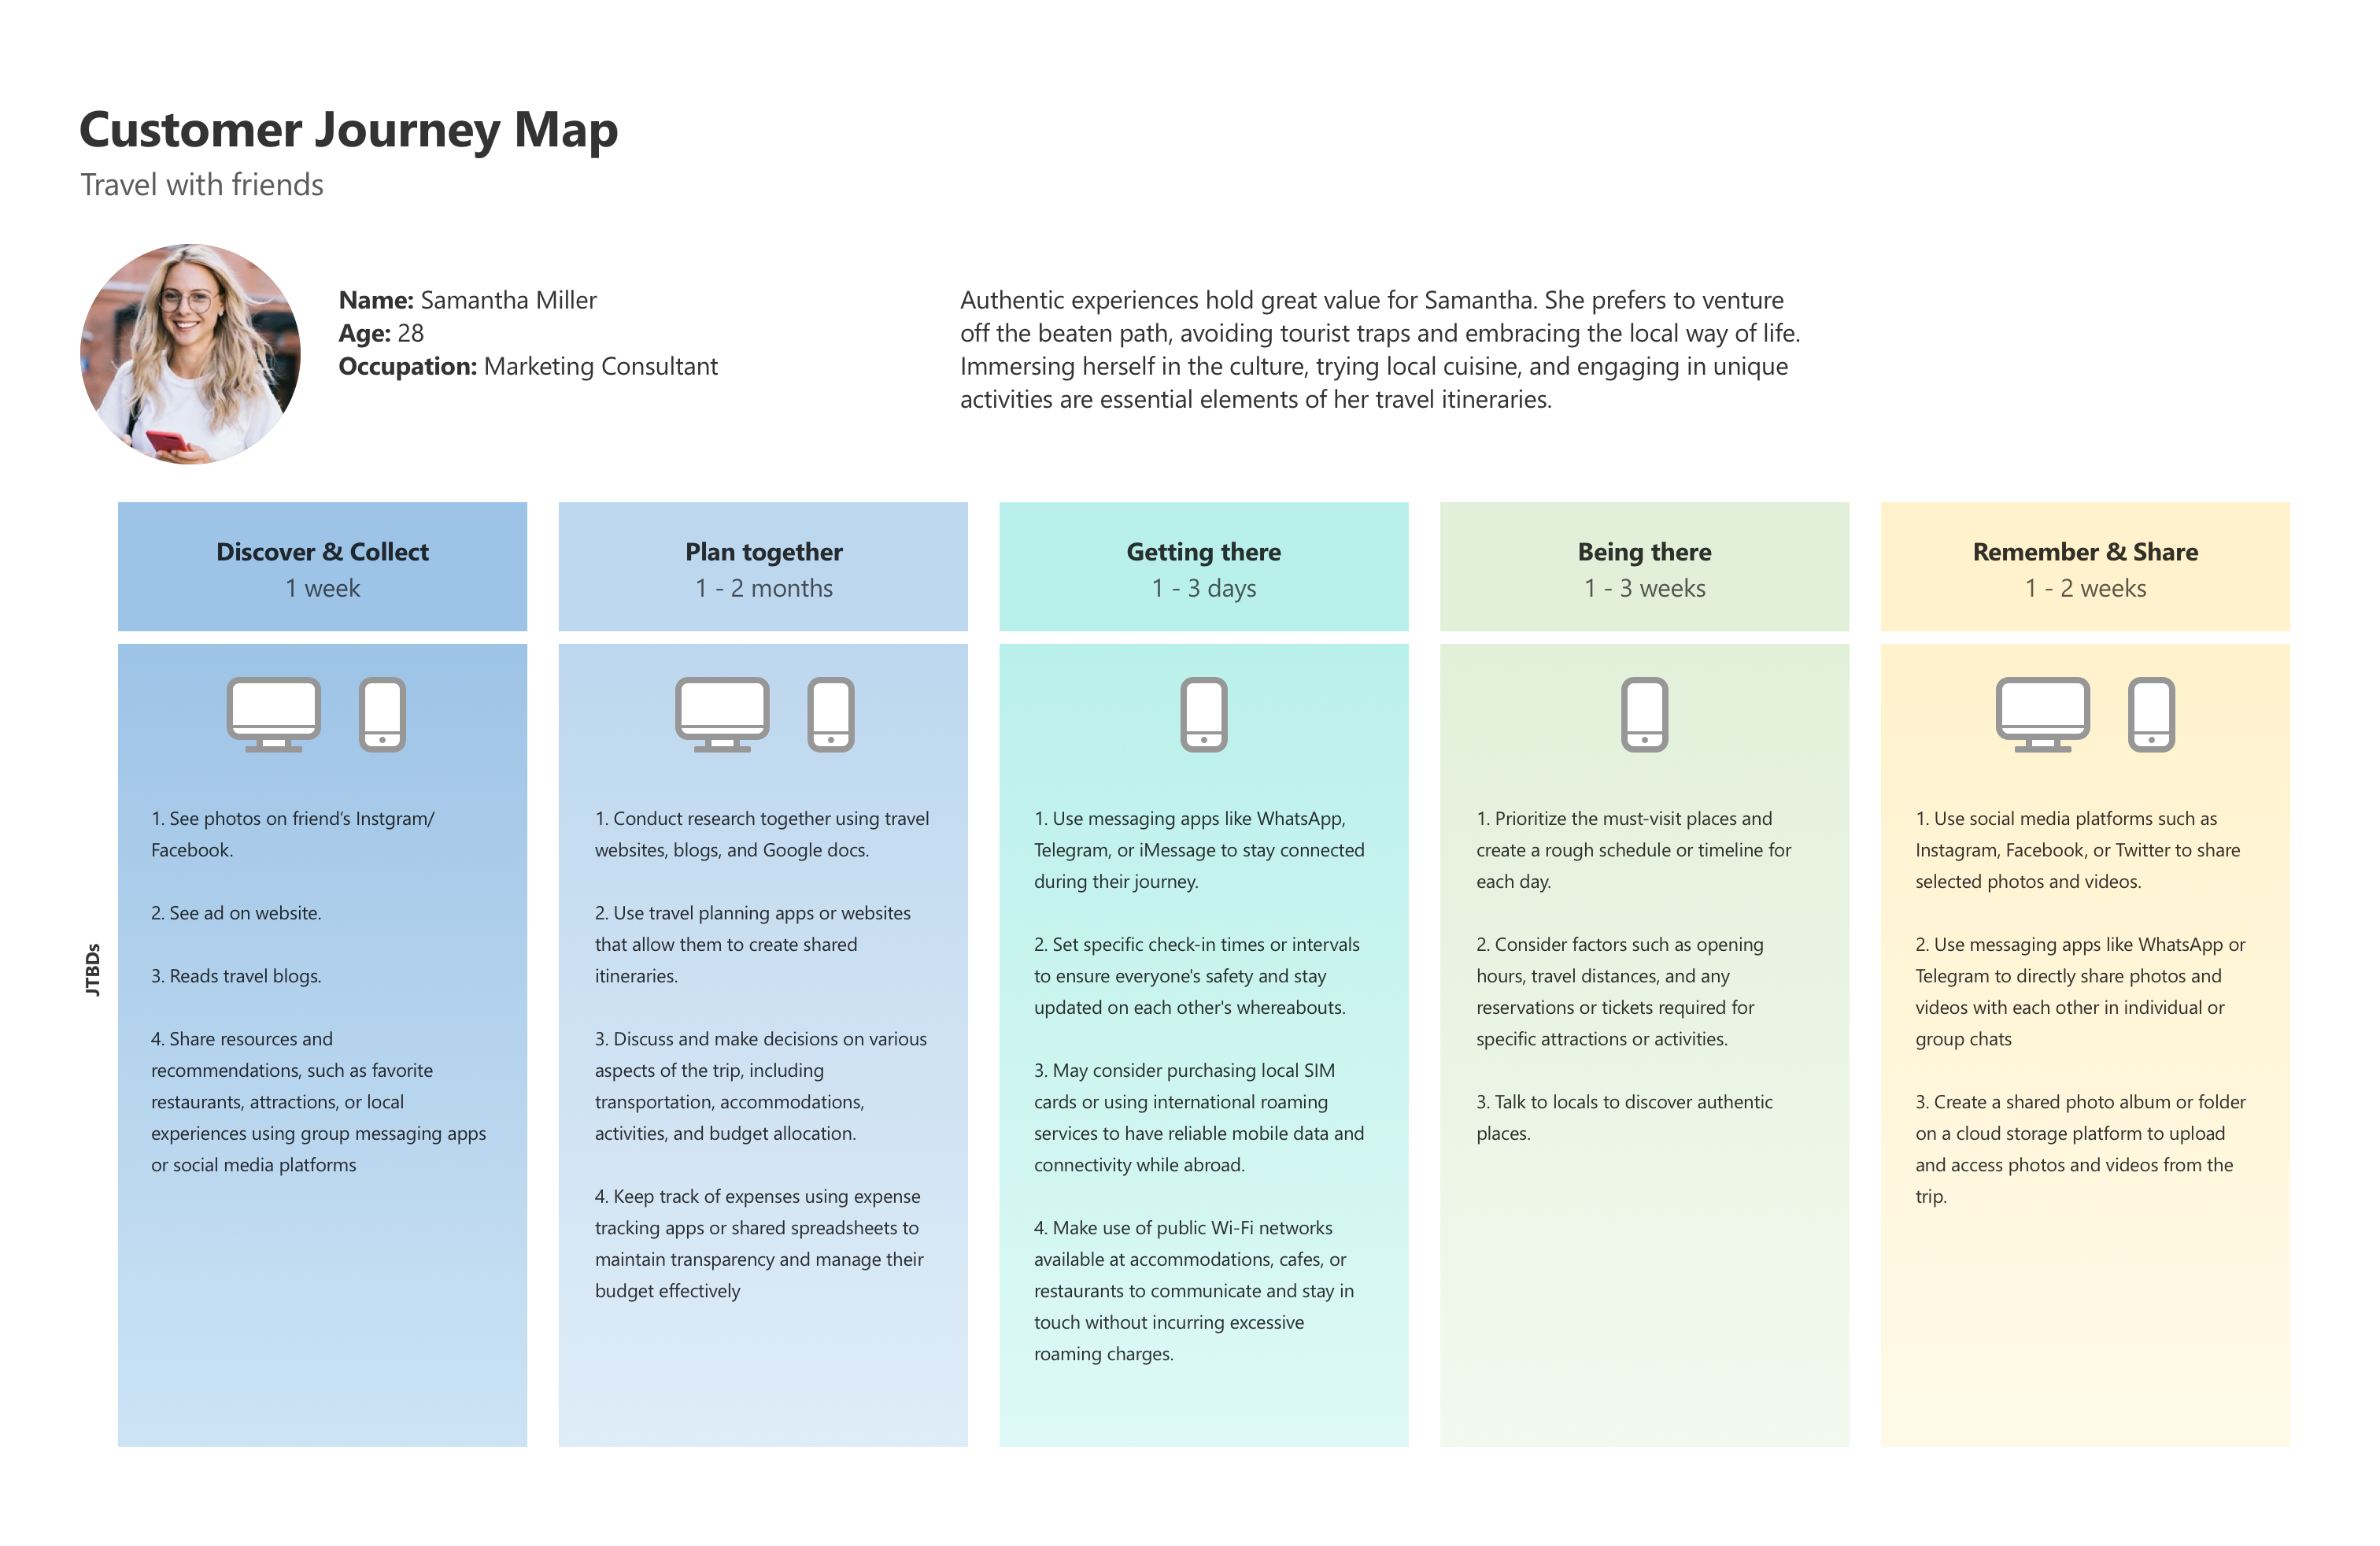 Customer Journey Map
Travel with friends
Name: Samantha Miller
Age: 28
Occupation: Marketing Consultant
Authentic experiences hold great value for Samantha. She prefers to venture
off the beaten path, avoiding tourist traps and embracing the local way of life.
Immersing herself in the culture, trying local cuisine, and engaging in unique
activities are essential elements of her travel itineraries.
Discover & Collect
1 week
Plan together
1 - 2 months
Getting there
1 - 3 days
Being there
1 - 3 weeks
Remember & Share
1 - 2 weeks
JTBDs
1. See photos on friend’s Instgram/
Facebook.
2. See ad on website.
3. Reads travel blogs.
4. Share resources and
recommendations, such as favorite
restaurants, attractions, or local
experiences using group messaging apps
or social media platforms
1. Conduct research together using travel
websites, blogs, and Google docs.
2. Use travel planning apps or websites
that allow them to create shared
itineraries.
3. Discuss and make decisions on various
aspects of the trip, including
transportation, accommodations,
activities, and budget allocation.
4. Keep track of expenses using expense
tracking apps or shared spreadsheets to
maintain transparency and manage their
budget effectively
1. Use messaging apps like WhatsApp,
Telegram, or iMessage to stay connected
during their journey.
2. Set specific check-in times or intervals
to ensure everyone's safety and stay
updated on each other's whereabouts.
3. May consider purchasing local SIM
cards or using international roaming
services to have reliable mobile data and
connectivity while abroad.
4. Make use of public Wi-Fi networks
available at accommodations, cafes, or
restaurants to communicate and stay in
touch without incurring excessive
roaming charges.
1. Prioritize the must-visit places and
create a rough schedule or timeline for
each day.
2. Consider factors such as opening
hours, travel distances, and any
reservations or tickets required for
specific attractions or activities.
3. Talk to locals to discover authentic
places.
1. Use social media platforms such as
Instagram, Facebook, or Twitter to share
selected photos and videos.
2. Use messaging apps like WhatsApp or
Telegram to directly share photos and
videos with each other in individual or
group chats
3. Create a shared photo album or folder
on a cloud storage platform to upload
and access photos and videos from the
trip.